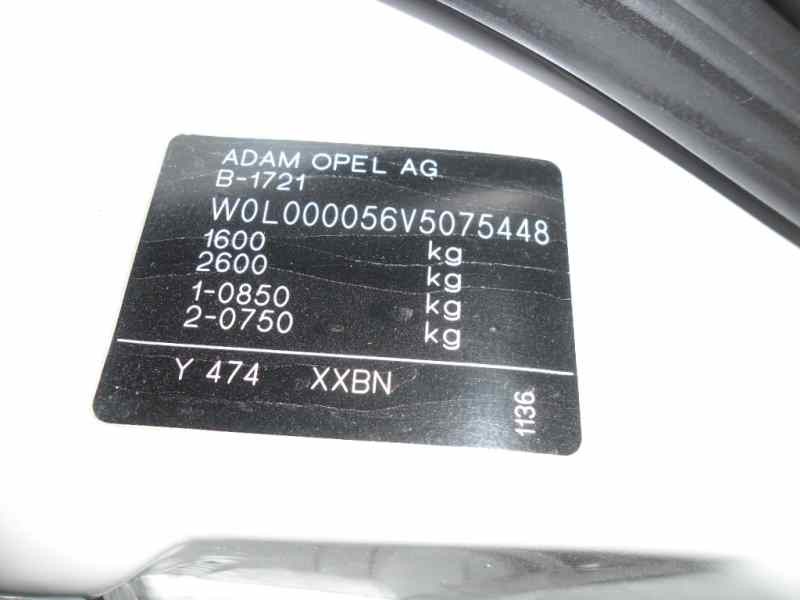 ADAM OPEL AG
B-1721
W0L000056V5075448
1600 kg
2600 kg
1-0850 kg
2-0750 kg
Y 474 XXBN
1136